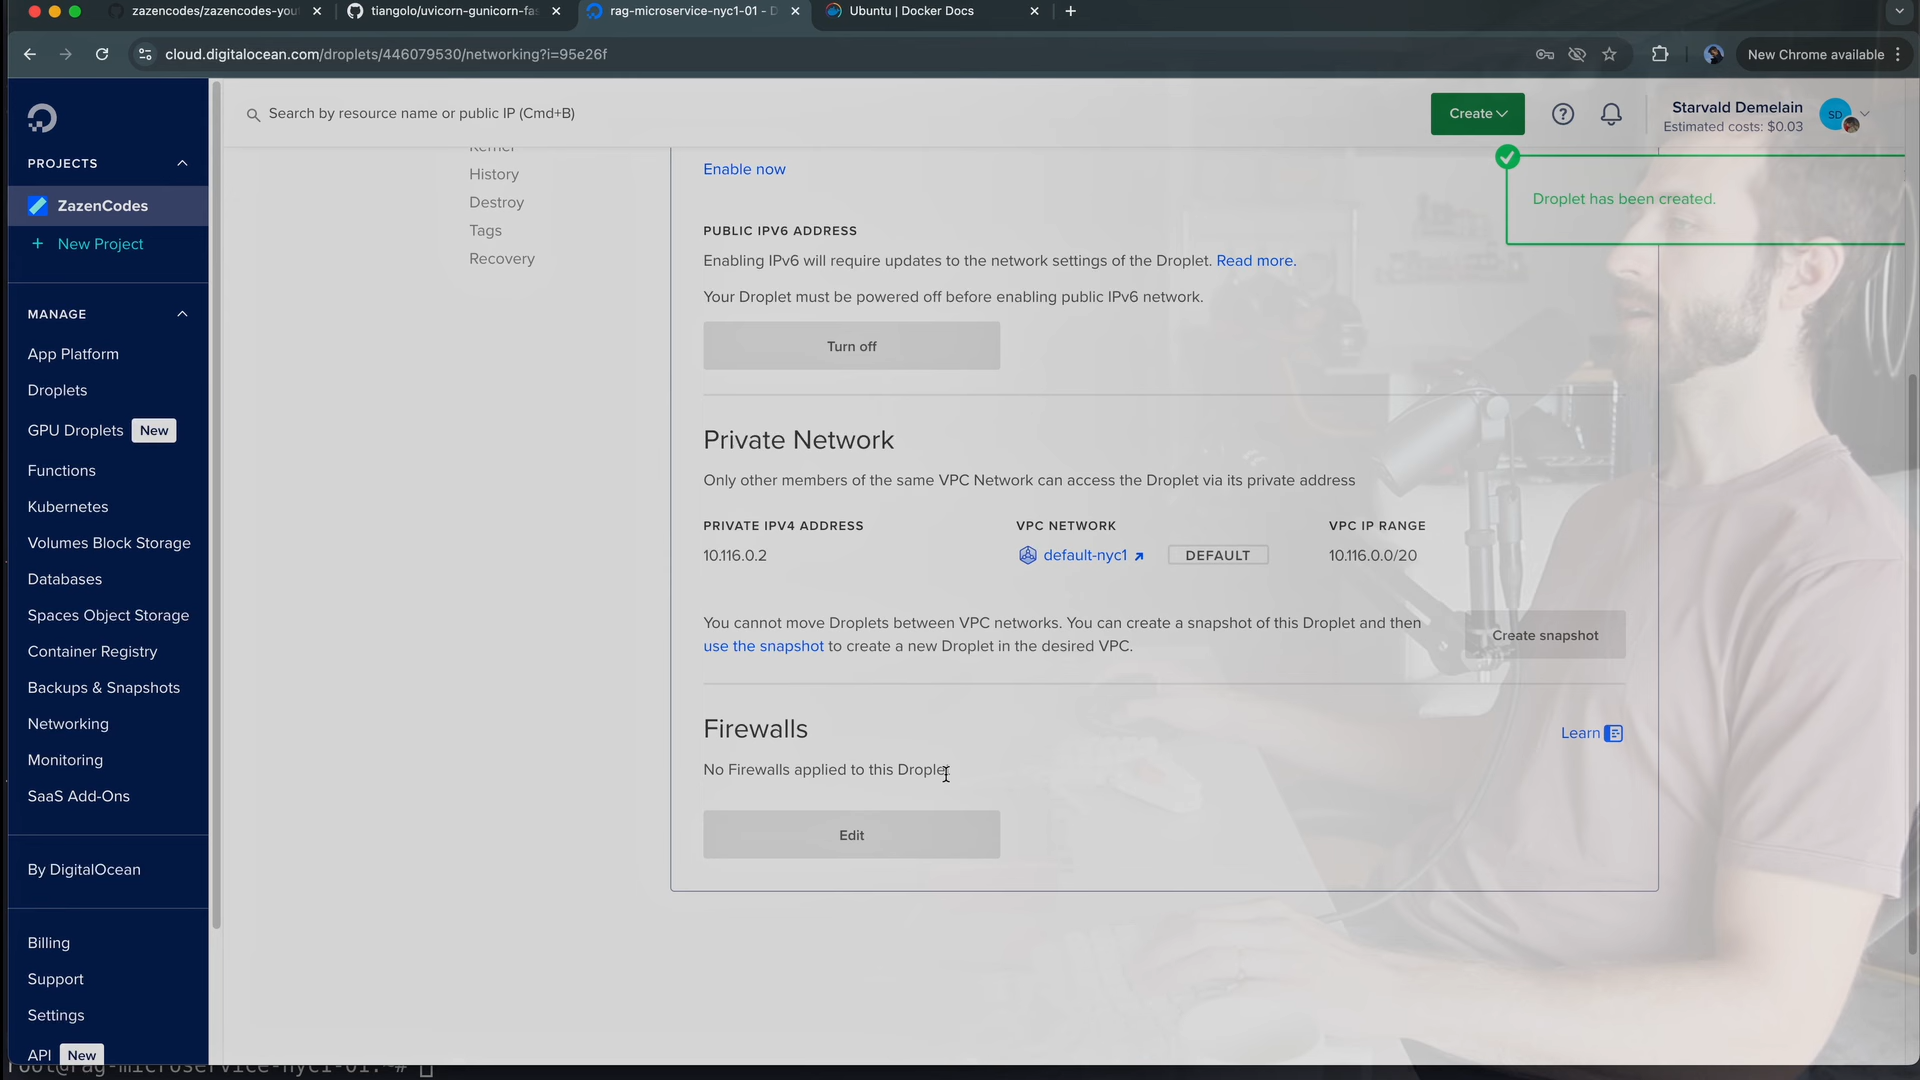 zazencodes/zazencodes-you
tiangolo/uvicorn-gunicorn-fas
rag-microservice-nyc1-01 - D
Ubuntu | Docker Docs
cloud.digitalocean.com/droplets/446079530/networking?i=95e26f
New Chrome available
Search by resource name or public IP (Cmd+B)
Create
Starvald Demelain
Estimated costs: $0.03
SD
PROJECTS
ZazenCodes
+ New Project
MANAGE
App Platform
Droplets
GPU Droplets New
Functions
Kubernetes
Volumes Block Storage
Databases
Spaces Object Storage
Container Registry
Backups & Snapshots
Networking
Monitoring
SaaS Add-Ons
By DigitalOcean
Billing
Support
Settings
API New
Kernel
History
Destroy
Tags
Recovery
Enable now
Droplet has been created.
PUBLIC IPV6 ADDRESS
Enabling IPv6 will require updates to the network settings of the Droplet. Read more.
Your Droplet must be powered off before enabling public IPv6 network.
Turn off
Private Network
Only other members of the same VPC Network can access the Droplet via its private address
PRIVATE IPV4 ADDRESS
VPC NETWORK
VPC IP RANGE
10.116.0.2
default-nyc1
DEFAULT
10.116.0.0/20
You cannot move Droplets between VPC networks. You can create a snapshot of this Droplet and then
use the snapshot to create a new Droplet in the desired VPC.
Create snapshot
Firewalls
Learn
No Firewalls applied to this Droplet
Edit
root@rag-microservice-nyc1-01:~#